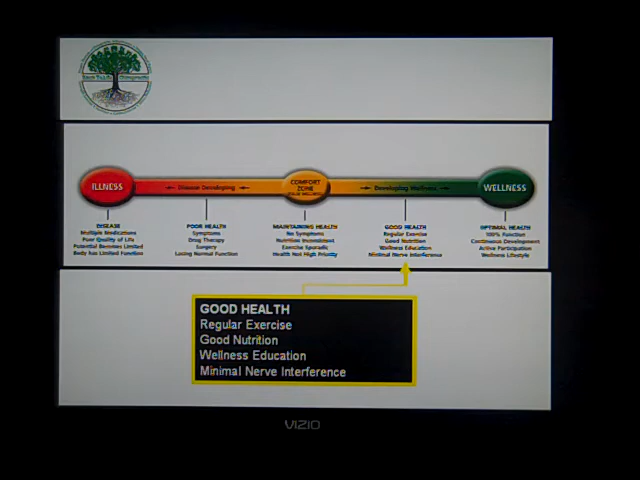 ILLNESS
Disease Developing
COMFORT
ZONE
Developing Wellness
WELLNESS
DISEASE
Multiple Medications
Poor Quality of Life
Potential Becomes Limited
Body has Limited Function
POOR HEALTH
Symptoms
Drug Therapy
Surgery
Losing Normal Function
MAINTAINING HEALTH
No Symptoms
Nutrition Inconsistent
Exercise Sporadic
Health Not High Priority
GOOD HEALTH
Regular Exercise
Good Nutrition
Wellness Education
Minimal Nerve Interference
OPTIMAL HEALTH
100% Function
Continuous Development
Active Participation
Wellness Lifestyle
GOOD HEALTH
Regular Exercise
Good Nutrition
Wellness Education
Minimal Nerve Interference
VIZIO